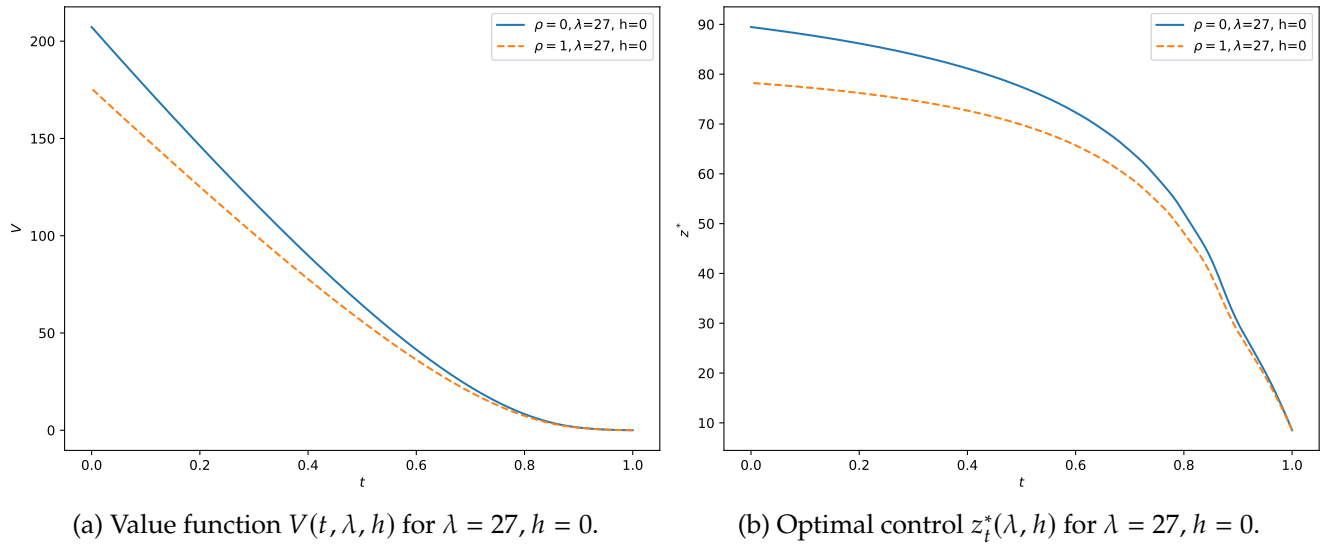 ρ = 0, λ=27, h=0
ρ = 1, λ=27, h=0
200
150
100
50
0
V
0.0 0.2 0.4 0.6 0.8 1.0
t
(a) Value function V(t, λ, h) for λ = 27, h = 0.
ρ = 0, λ=27, h=0
ρ = 1, λ=27, h=0
90
80
70
60
50
40
30
20
10
z*
0.0 0.2 0.4 0.6 0.8 1.0
t
(b) Optimal control z*ₜ(λ, h) for λ = 27, h = 0.